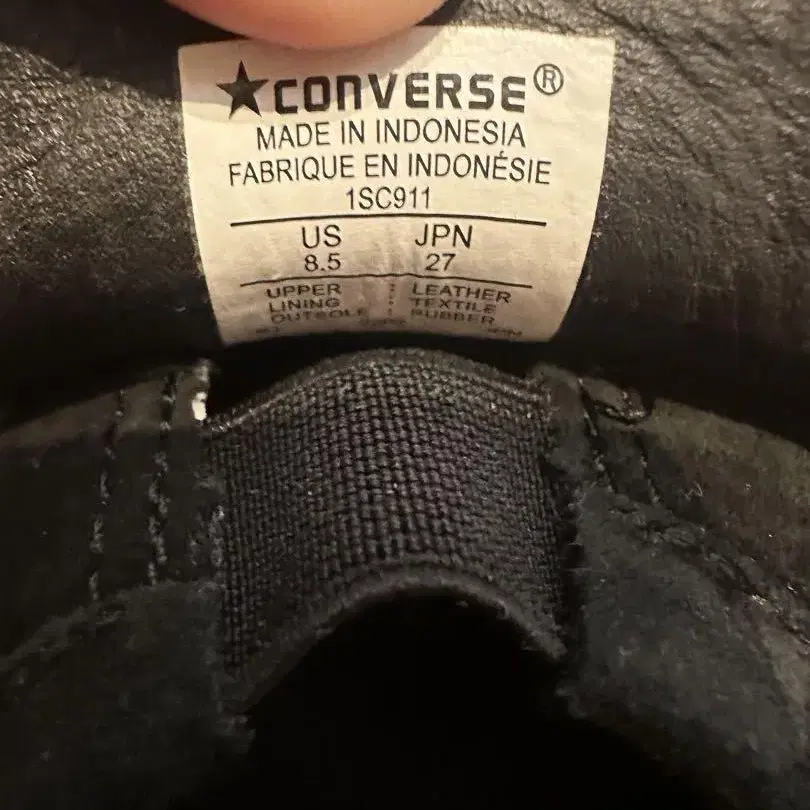 ★CONVERSE®
MADE IN INDONESIA
FABRIQUE EN INDONÉSIE
1SC911
US JPN
8.5 27
UPPER : LEATHER
LINING : TEXTILE
OUTSOLE : RUBBER